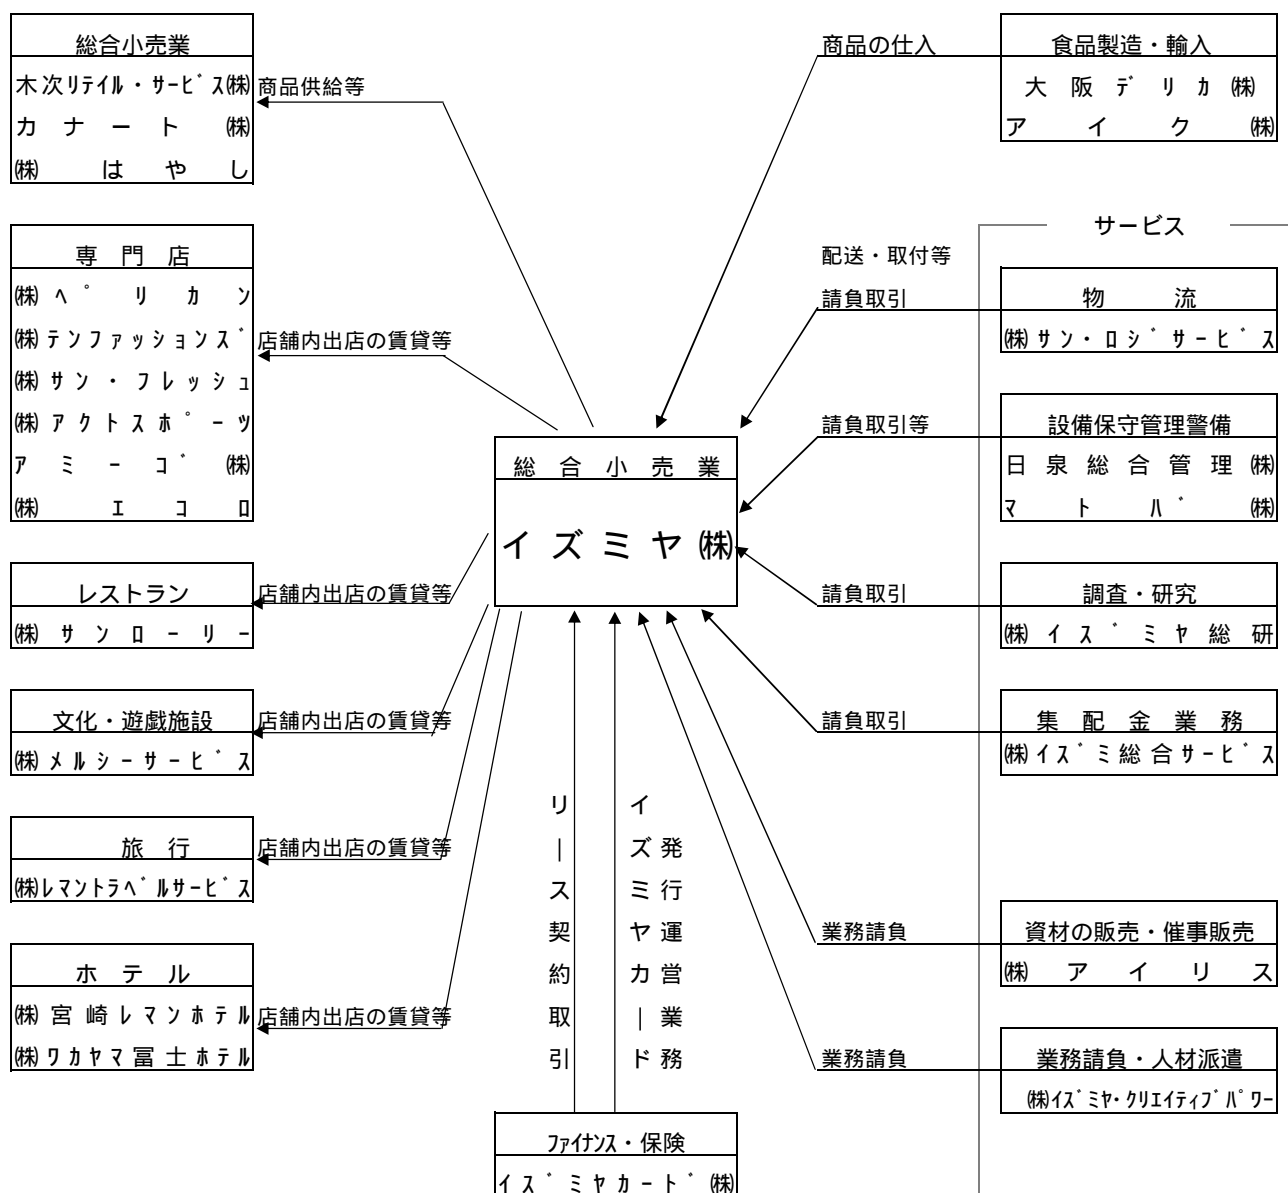 総合小売業
木次リテイル・サービス㈱
カナート㈱
㈱はやし
商品供給等
専門店
㈱ペリカン
㈱テンファッションズ
㈱サン・フレッシュ
㈱アクトスポーツ
アミーゴ㈱
㈱エコロ
店舗内出店の賃貸等
レストラン
㈱サンローリー
店舗内出店の賃貸等
文化・遊戯施設
㈱メルシーサービス
店舗内出店の賃貸等
旅行
㈱レマントラベルサービス
店舗内出店の賃貸等
ホテル
㈱宮崎レマンホテル
㈱ワカヤマ冨士ホテル
店舗内出店の賃貸等
総合小売業
イズミヤ㈱
リース契約取引
イズミヤカード
発行運営業務
ファイナンス・保険
イズミヤカード㈱
商品の仕入
食品製造・輸入
大阪デリカ㈱
アイク㈱
サービス
配送・取付等
請負取引
物流
㈱サン・ロジサービス
請負取引等
設備保守管理警備
日泉総合管理㈱
マトバ㈱
請負取引
調査・研究
㈱イズミヤ総研
請負取引
集配金業務
㈱イズミ総合サービス
業務請負
資材の販売・催事販売
㈱アイリス
業務請負
業務請負・人材派遣
㈱イズミヤ・クリエイティブパワー